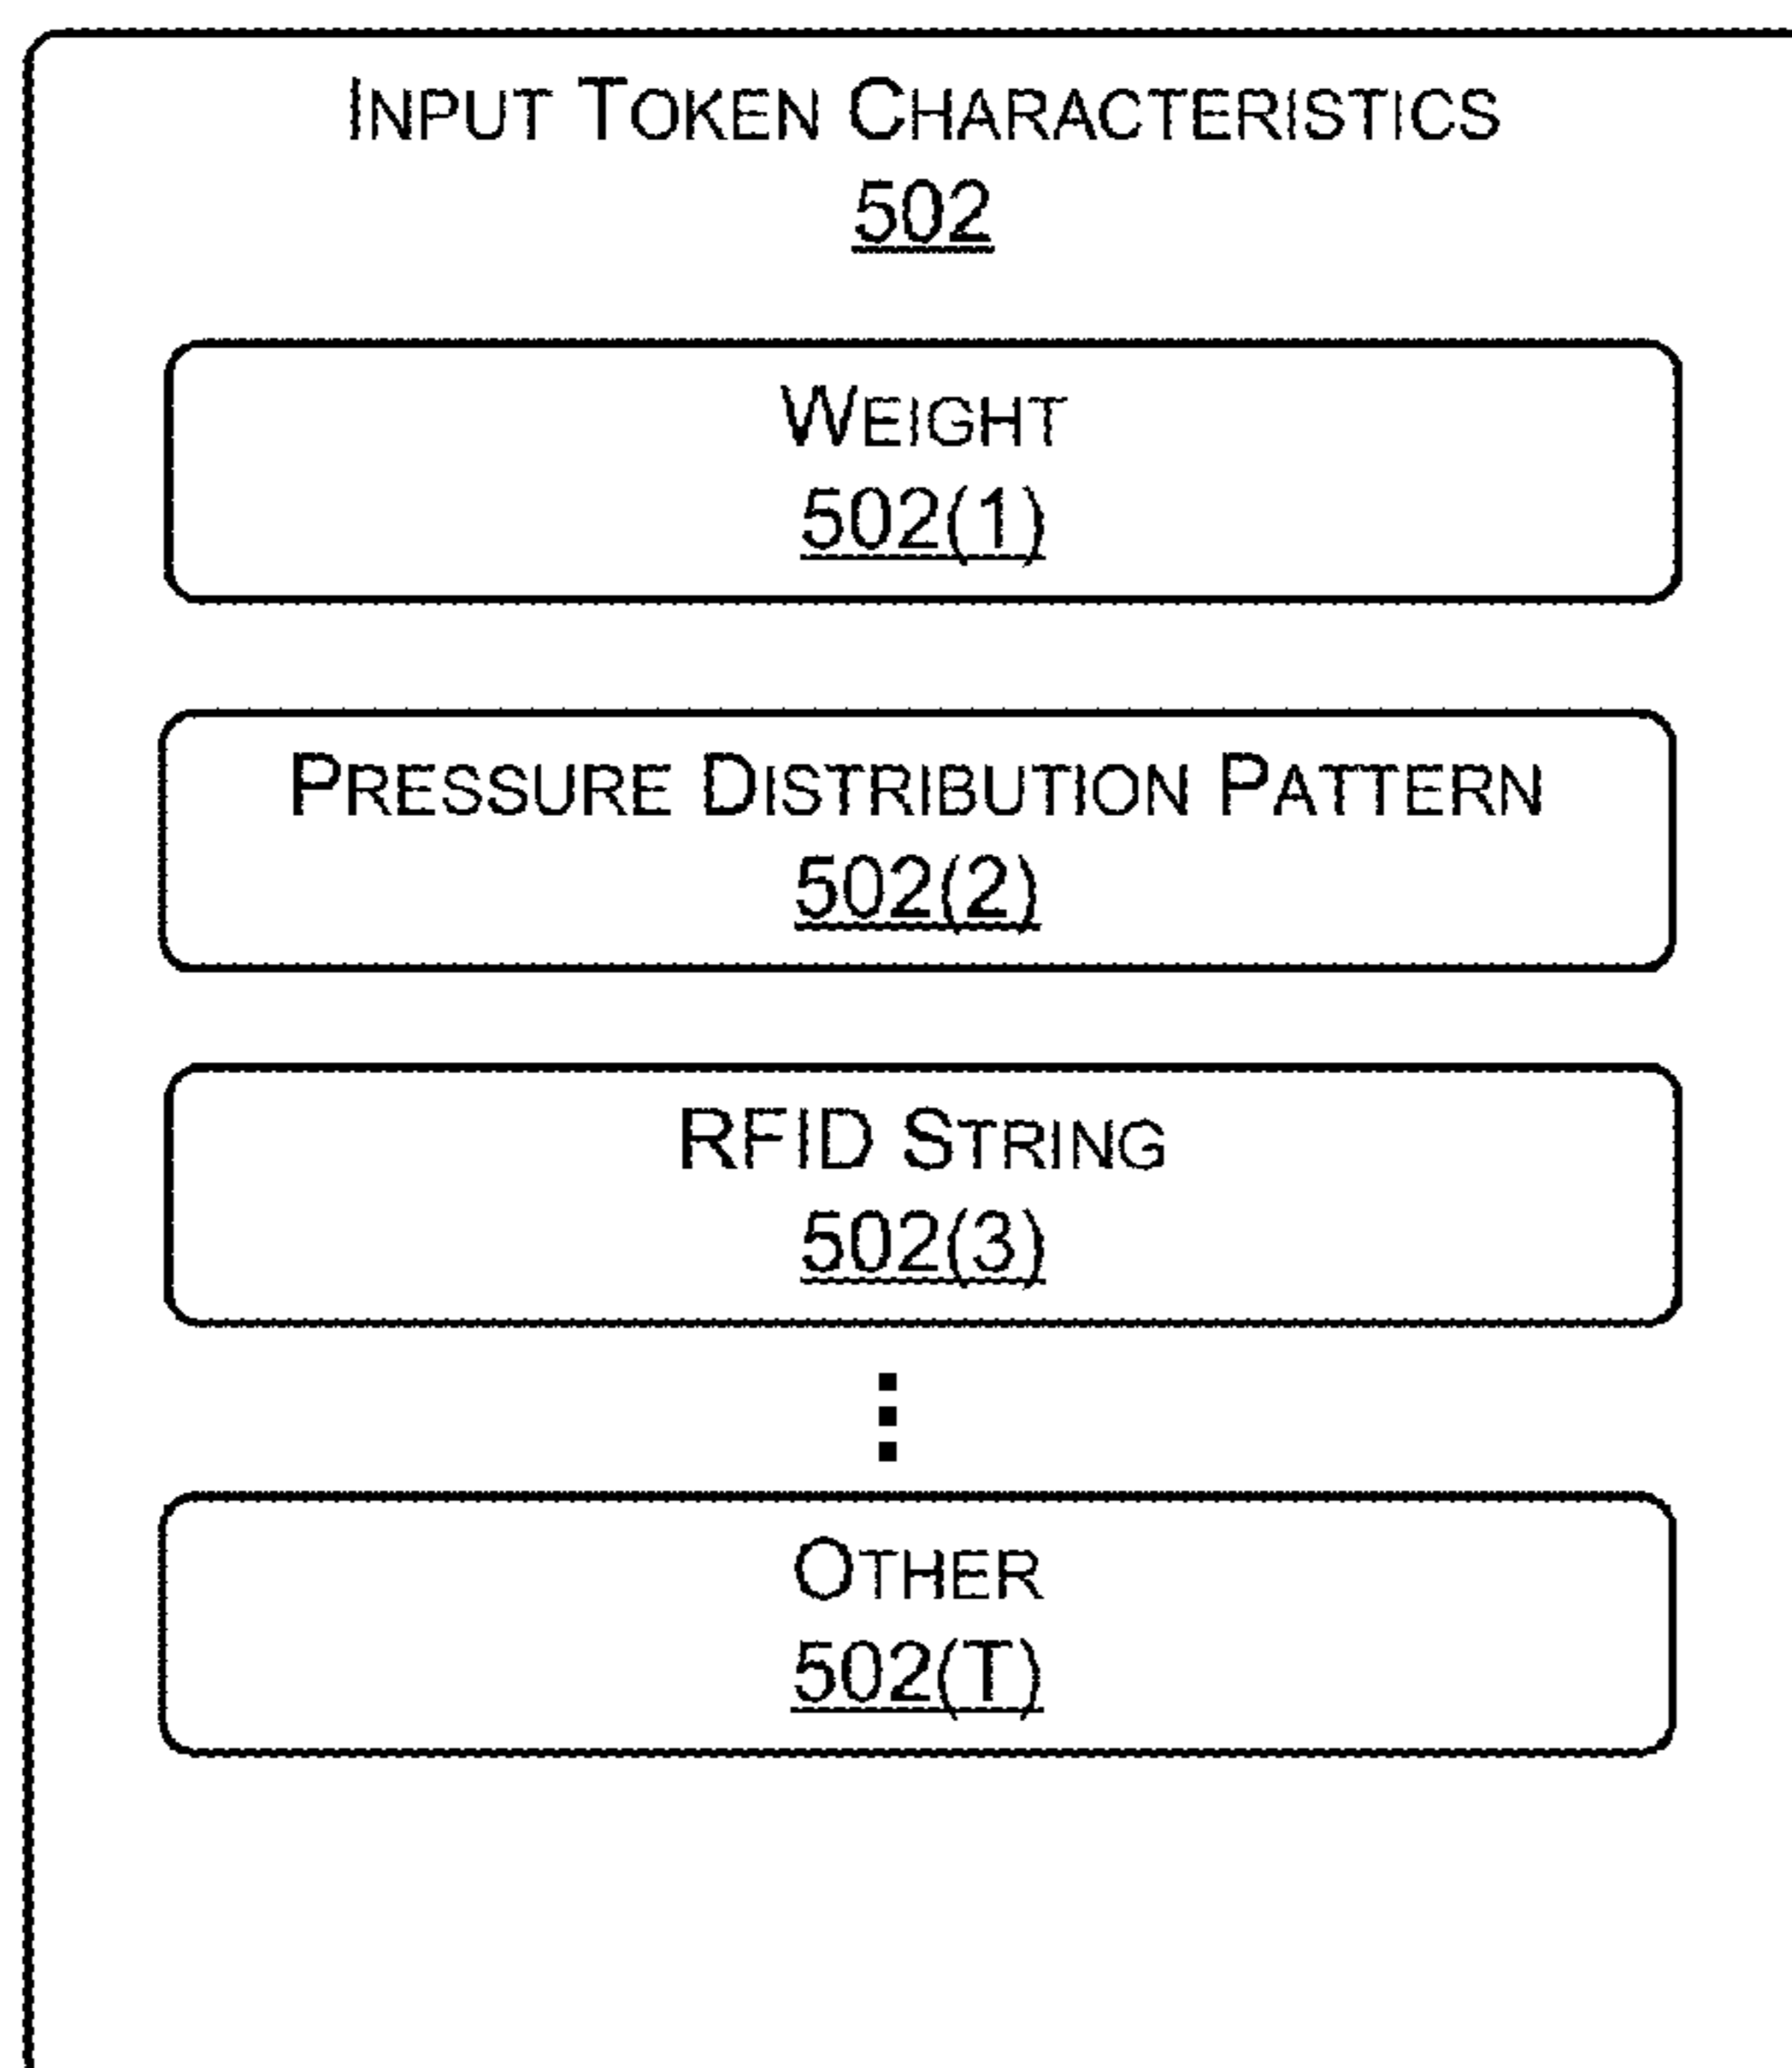 INPUT TOKEN CHARACTERISTICS
502
WEIGHT
502(1)
PRESSURE DISTRIBUTION PATTERN
502(2)
RFID STRING
502(3)
OTHER
502(T)